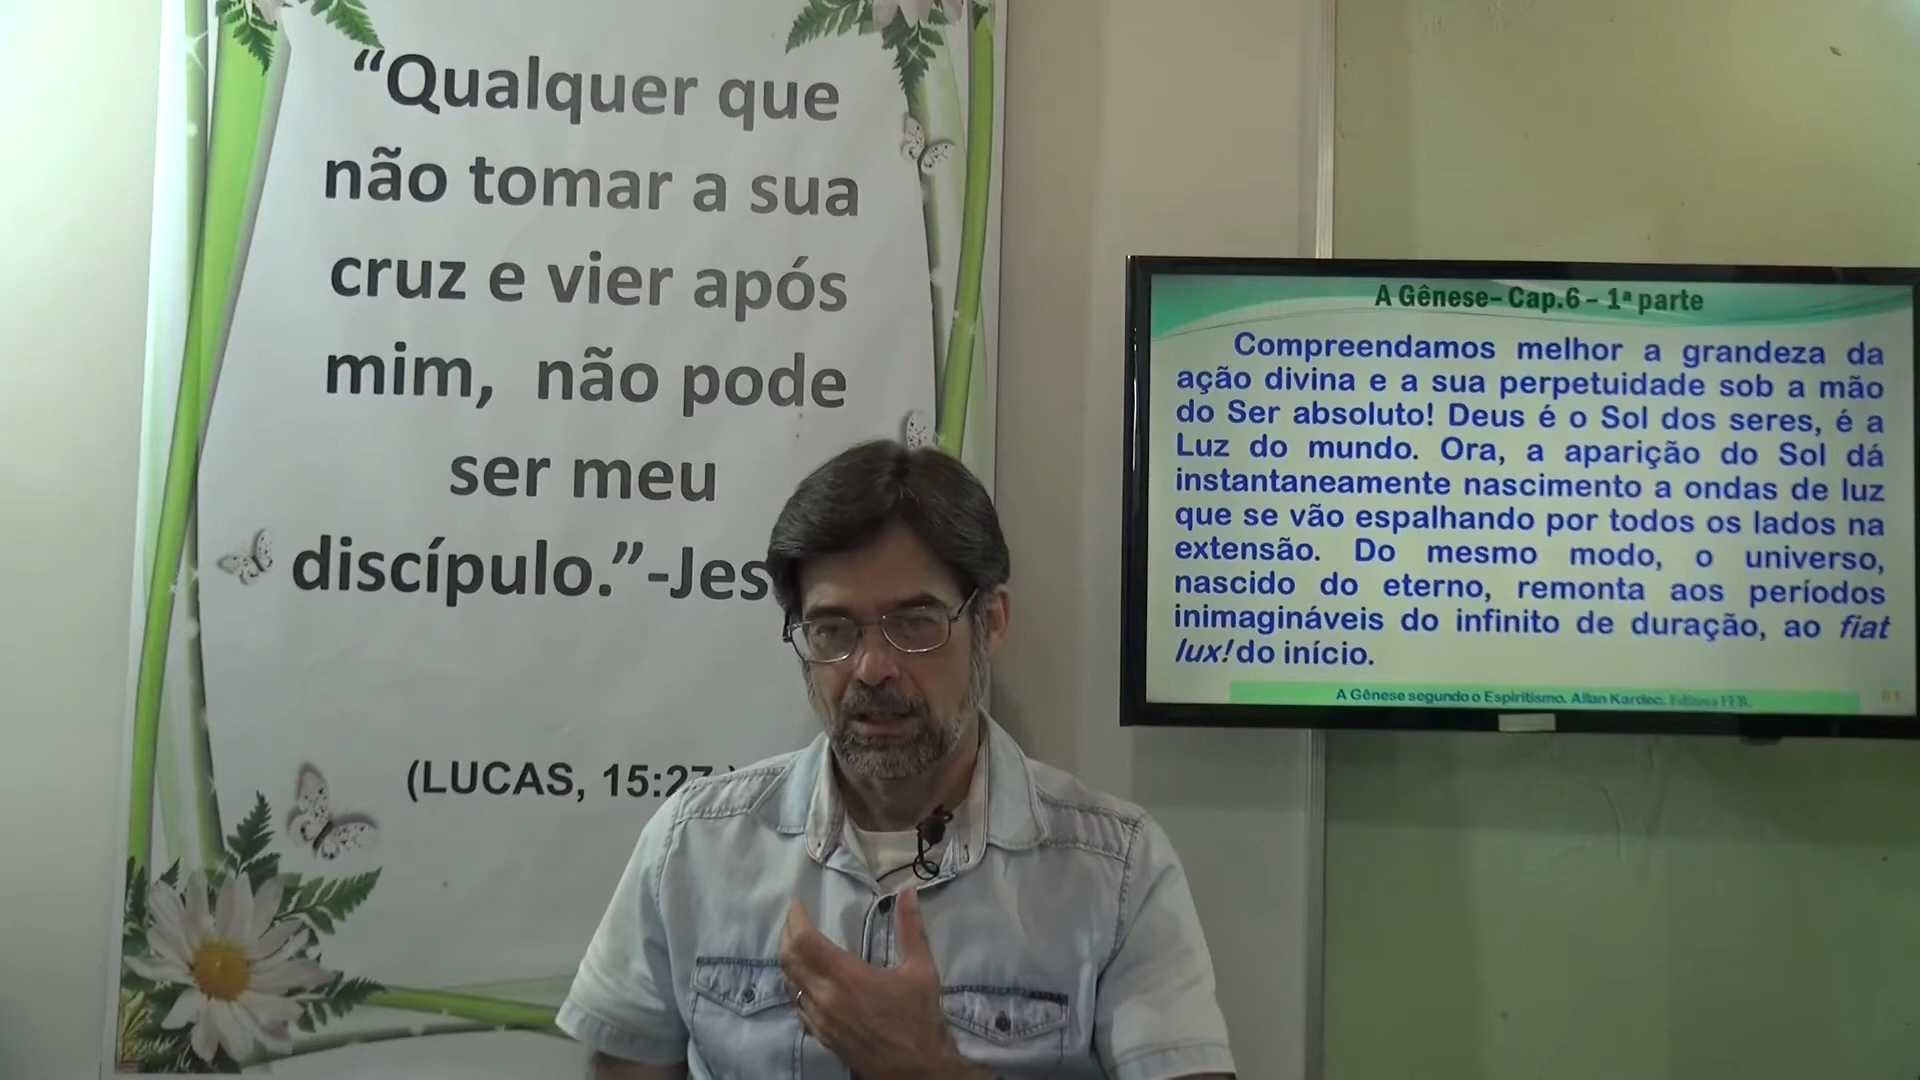 “Qualquer que
não tomar a sua
cruz e vier após
mim, não pode
ser meu
discípulo.”-Jes
(LUCAS, 15:27
A Gênese– Cap.6 – 1ª parte
Compreendamos melhor a grandeza da
ação divina e a sua perpetuidade sob a mão
do Ser absoluto! Deus é o Sol dos seres, é a
Luz do mundo. Ora, a aparição do Sol dá
instantaneamente nascimento a ondas de luz
que se vão espalhando por todos os lados na
extensão. Do mesmo modo, o universo,
nascido do eterno, remonta aos períodos
inimagináveis do infinito de duração, ao fiat
lux! do início.
A Gênese segundo o Espiritismo. Allan Kardec. Editora FEB.